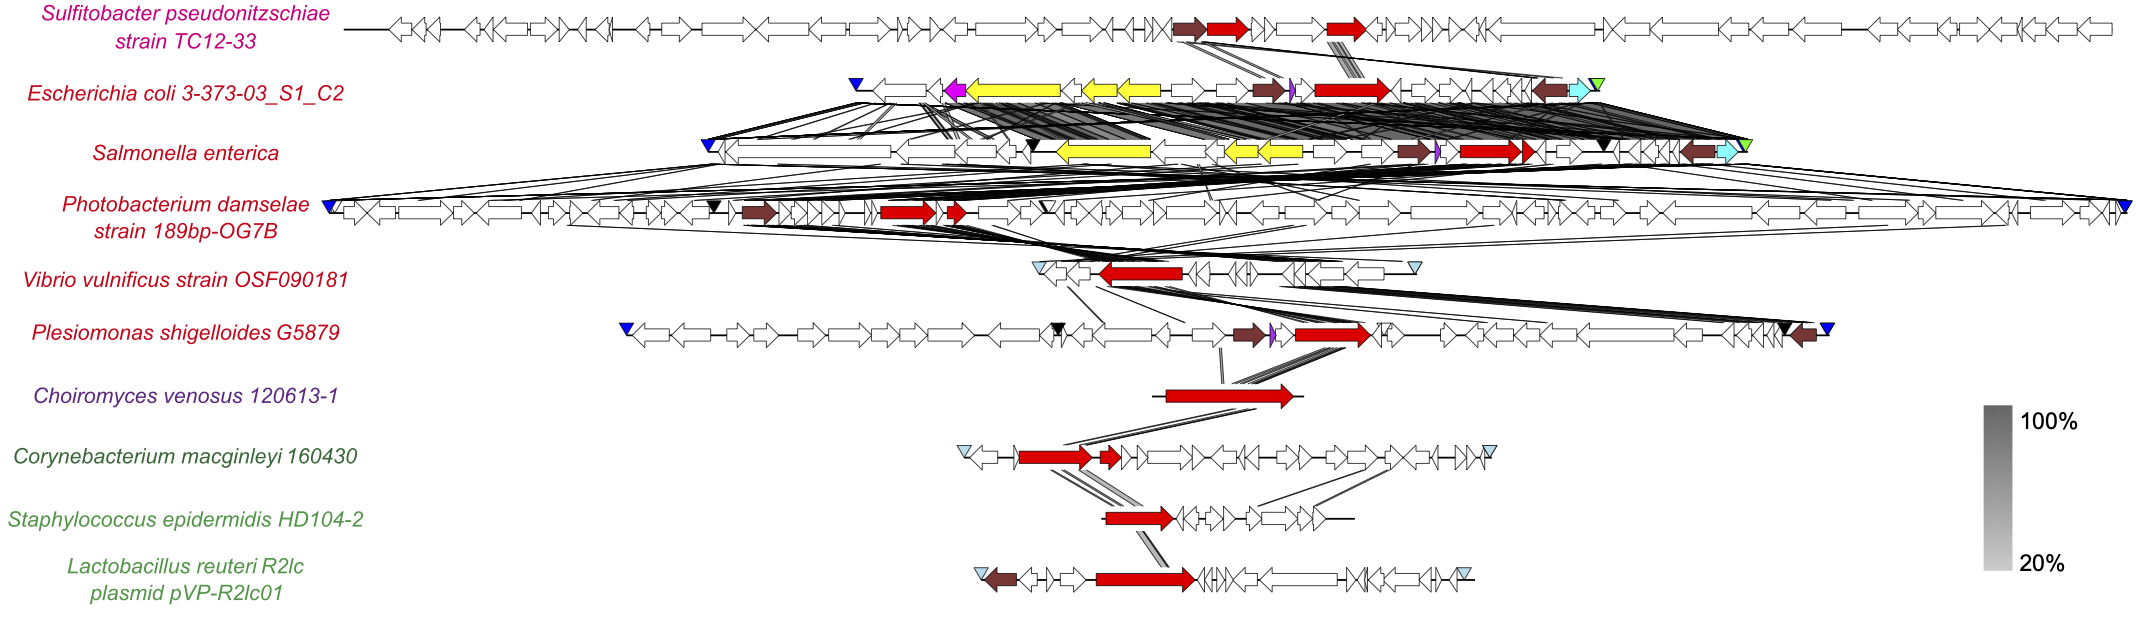 Sulfitobacter pseudonitzschiae
strain TC12-33
Escherichia coli 3-373-03_S1_C2
Salmonella enterica
Photobacterium damselae
strain 189bp-OG7B
Vibrio vulnificus strain OSF090181
Plesiomonas shigelloides G5879
Choiromyces venosus 120613-1
100%
Corynebacterium macginleyi 160430
Staphylococcus epidermidis HD104-2
20%
Lactobacillus reuteri R2lc
plasmid pVP-R2lc01